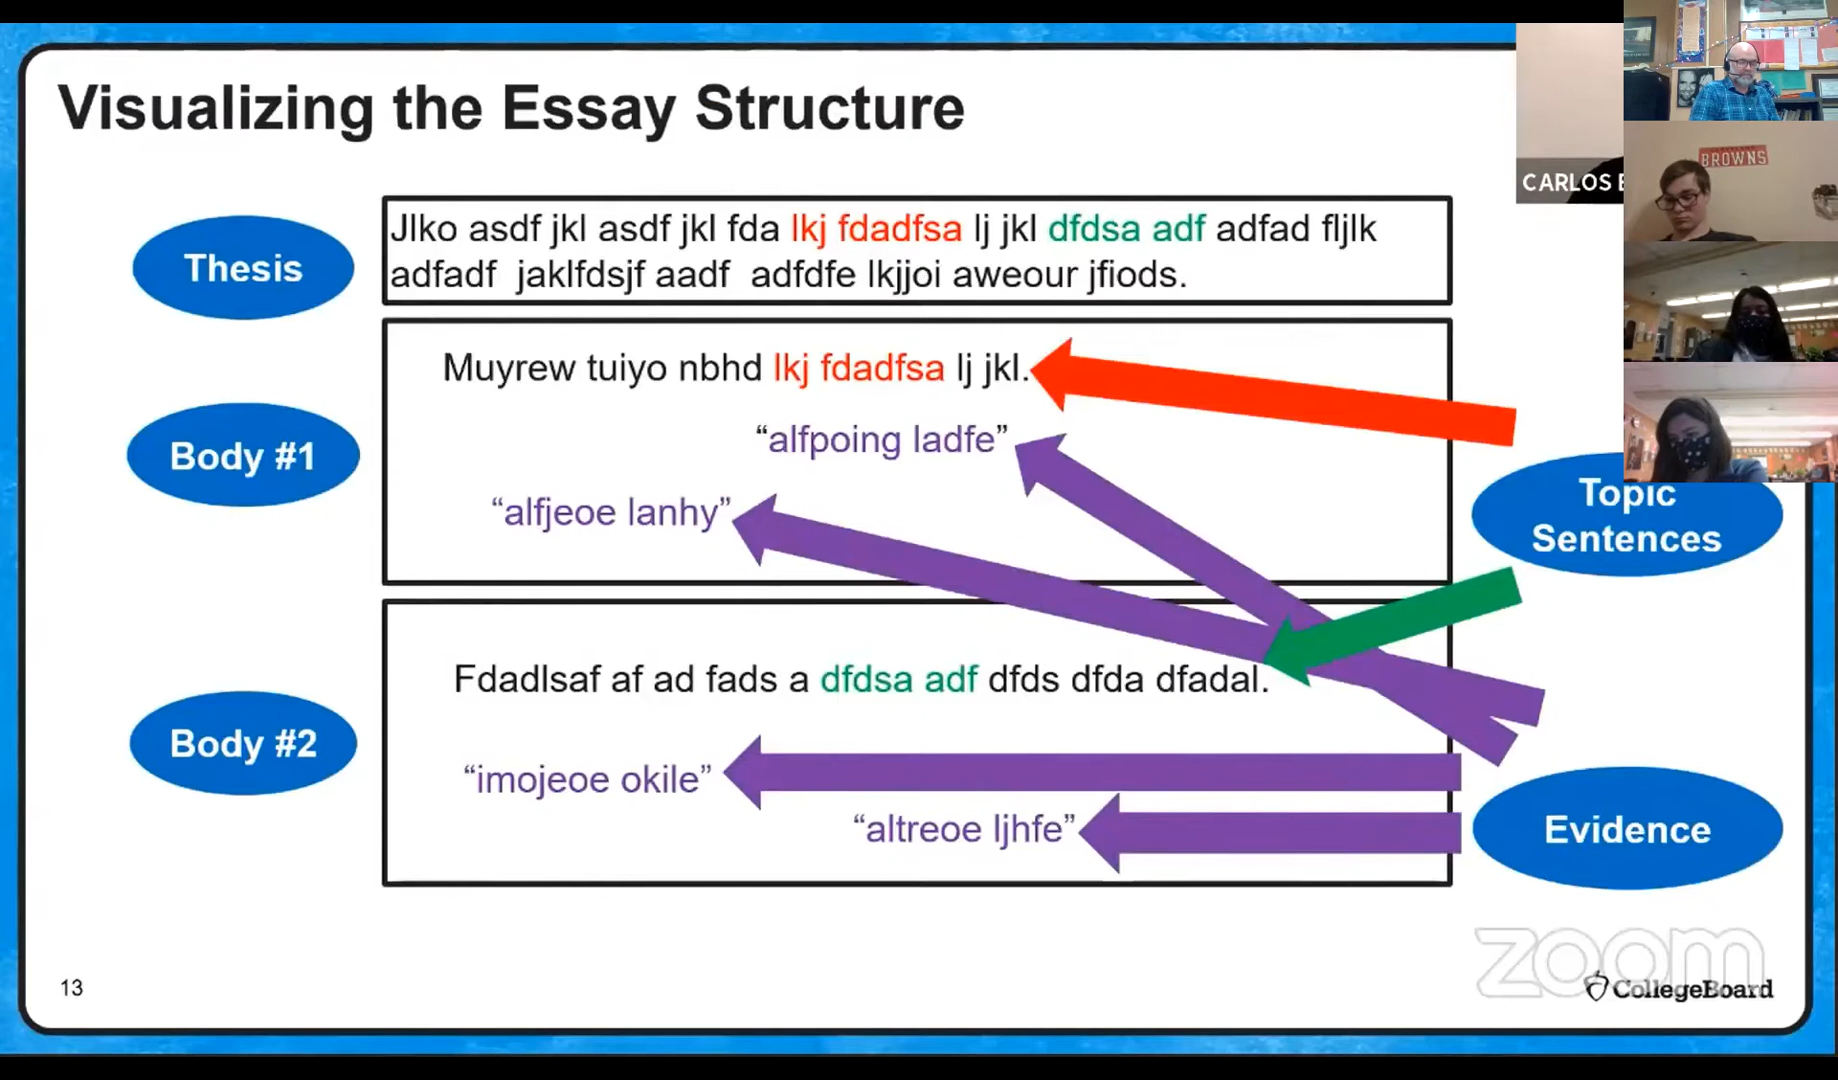 Visualizing the Essay Structure
CARLOS
BROWNS
Thesis
Jlko asdf jkl asdf jkl fda lkj fdadfsa lj jkl dfdsa adf adfad fljlk
adfadf jaklfdsjf aadf adfdfe lkjjoi aweour jfiods.
Body #1
Muyrew tuiyo nbhd lkj fdadfsa lj jkl.
“alfpoing ladfe”
“alfjeoe lanhy”
Topic
Sentences
Body #2
Fdadlsaf af ad fads a dfdsa adf dfds dfda dfadal.
“imojeoe okile”
“altreoe ljhfe”
Evidence
zoom
13
CollegeBoard